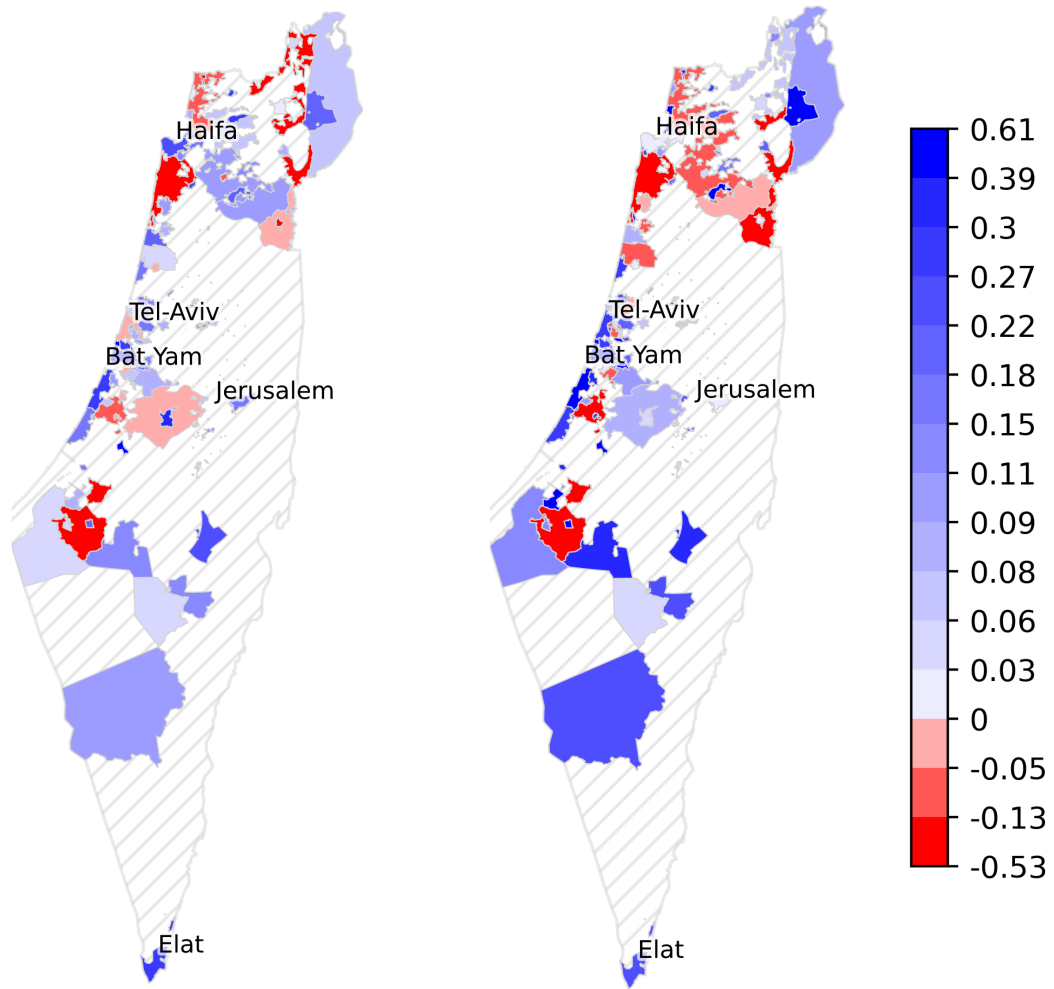 Haifa
Tel-Aviv
Bat Yam
Jerusalem
Elat
Haifa
Tel-Aviv
Bat Yam
Jerusalem
Elat
0.61
0.39
0.3
0.27
0.22
0.18
0.15
0.11
0.09
0.08
0.06
0.03
0
-0.05
-0.13
-0.53